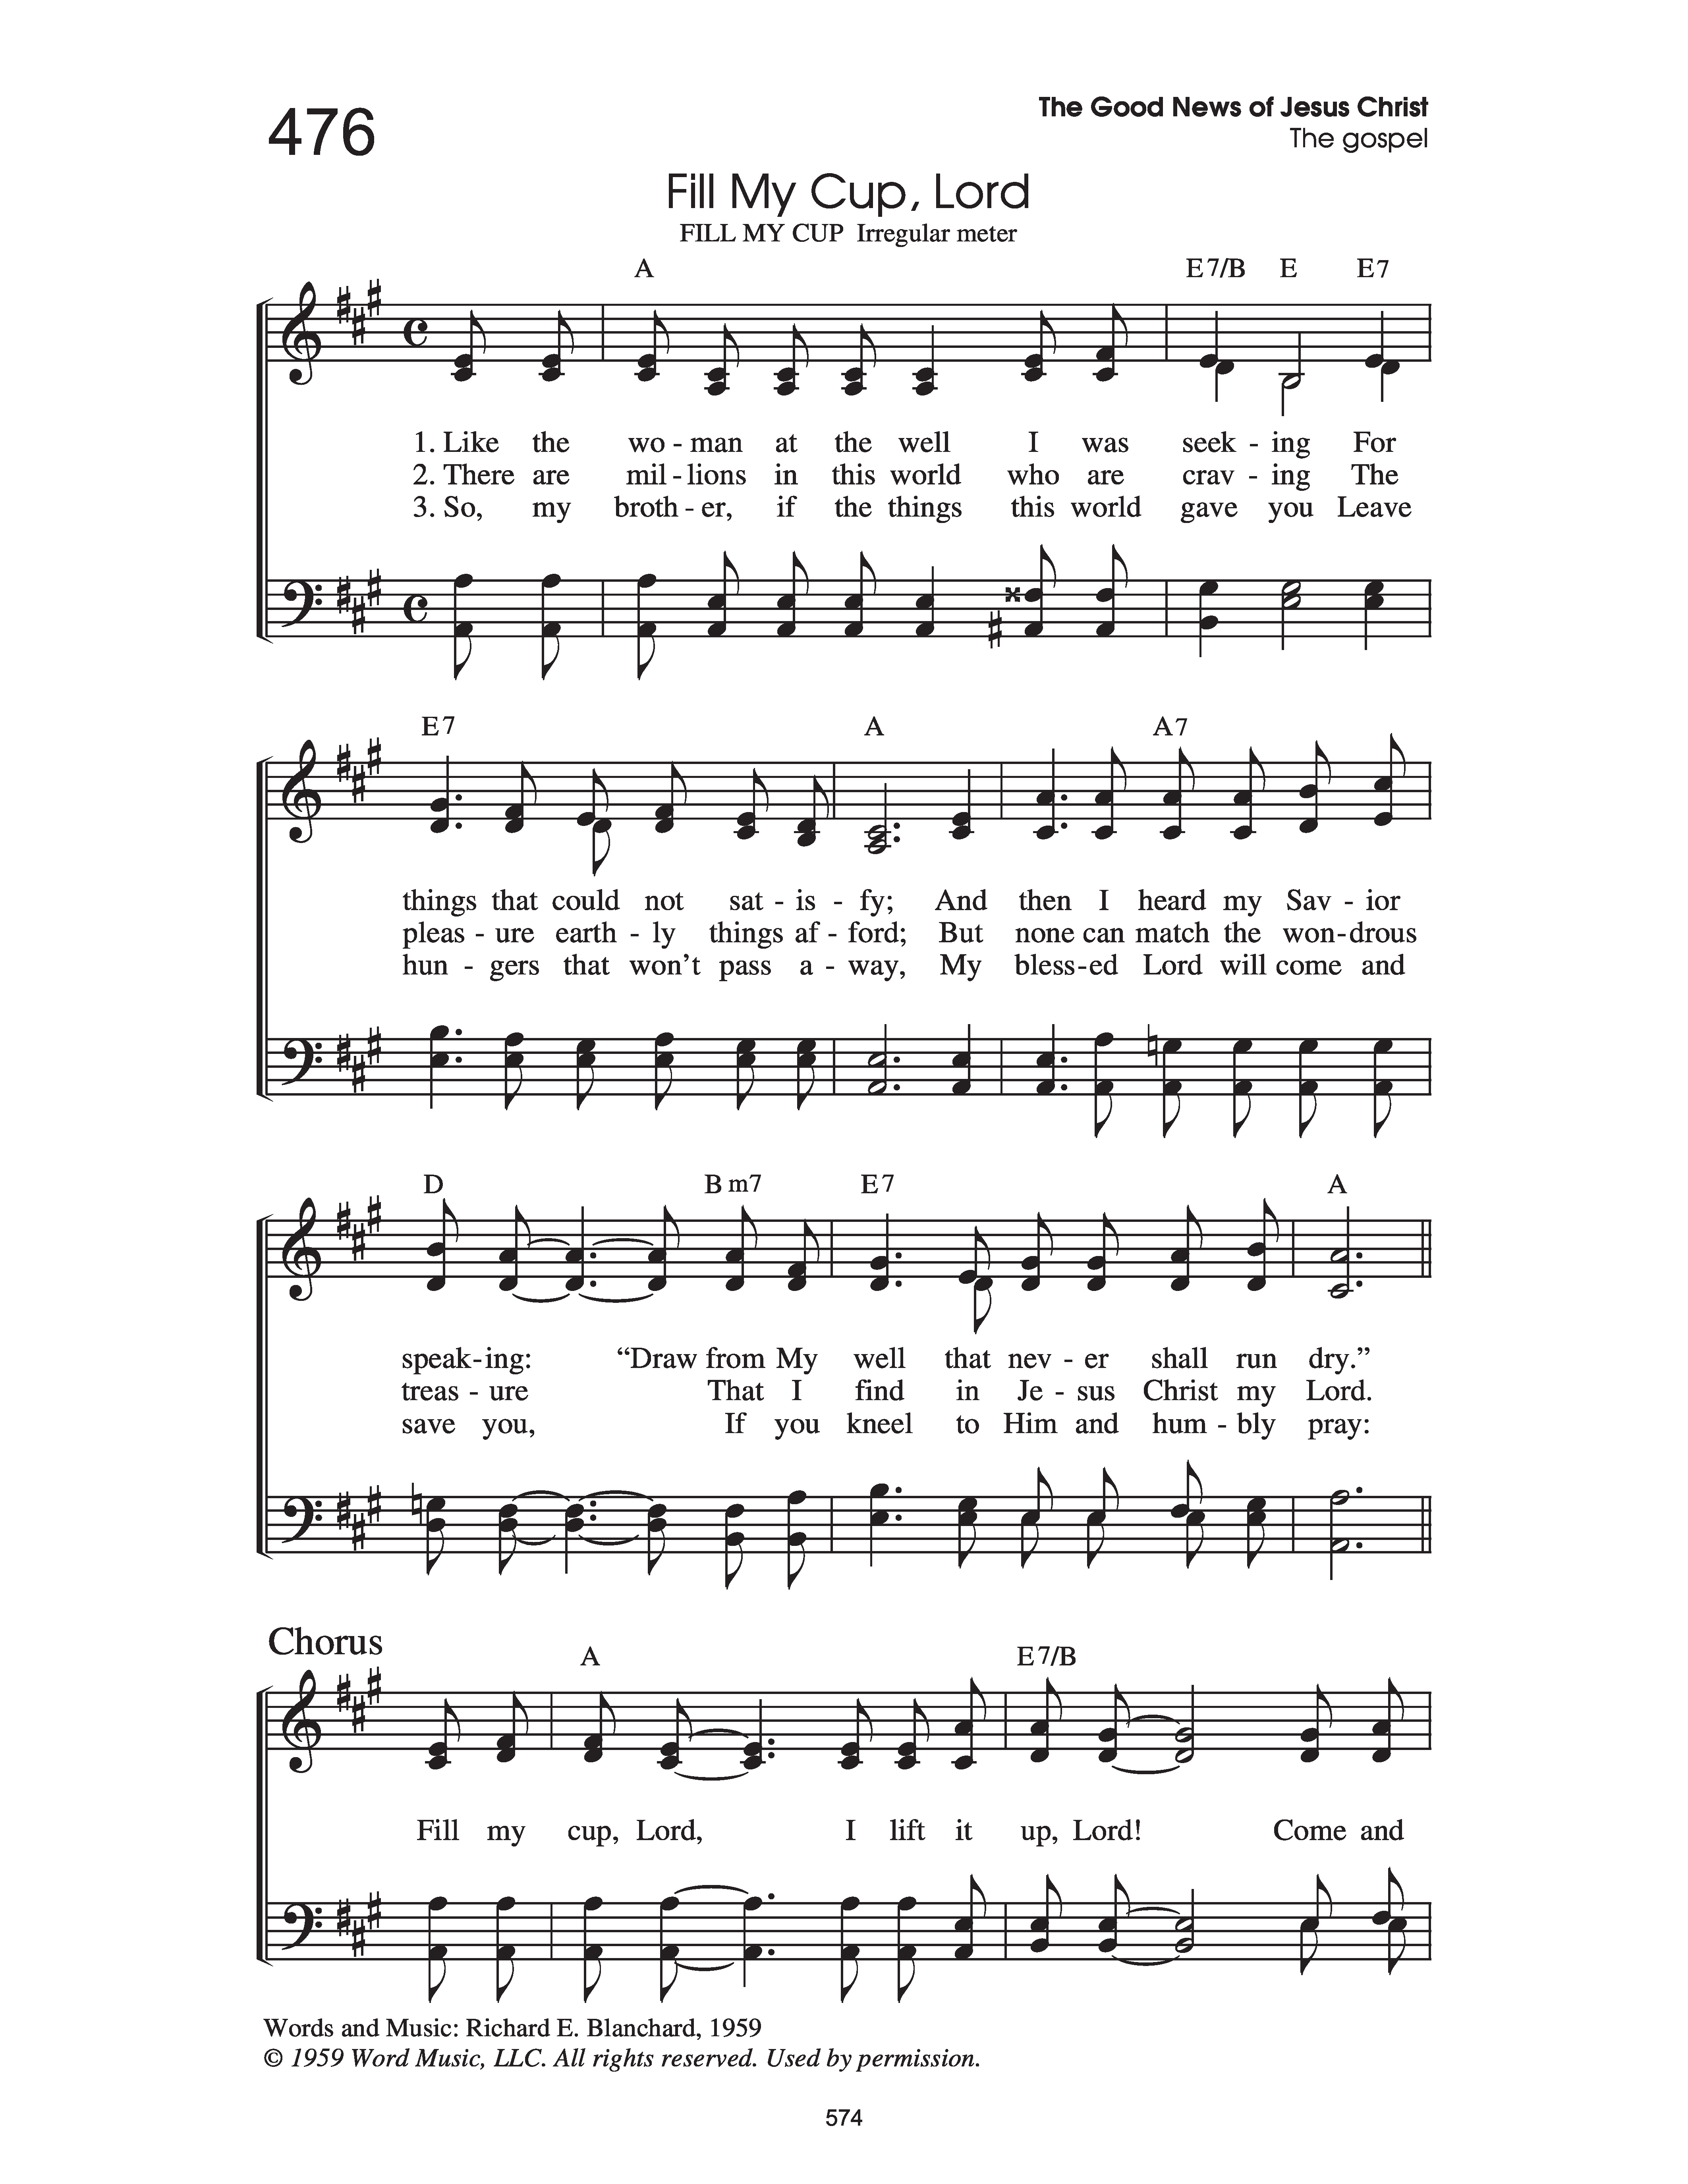 476
The Good News of Jesus Christ
The gospel
Fill My Cup, Lord
FILL MY CUP Irregular meter
A E7/B E E7
1. Like the wo - man at the well I was seek - ing For
2. There are mil - lions in this world who are crav - ing The
3. So, my broth - er, if the things this world gave you Leave
E7 A A7
things that could not sat - is - fy; And then I heard my Sav - ior
pleas - ure earth - ly things af - ford; But none can match the won - drous
hun - gers that won't pass a - way, My bless - ed Lord will come and
D Bm7 E7 A
speak - ing: “Draw from My well that nev - er shall run dry.”
treas - ure That I find in Je - sus Christ my Lord.
save you, If you kneel to Him and hum - bly pray:
Chorus
A E7/B
Fill my cup, Lord, I lift it up, Lord! Come and
Words and Music: Richard E. Blanchard, 1959
© 1959 Word Music, LLC. All rights reserved. Used by permission.
574